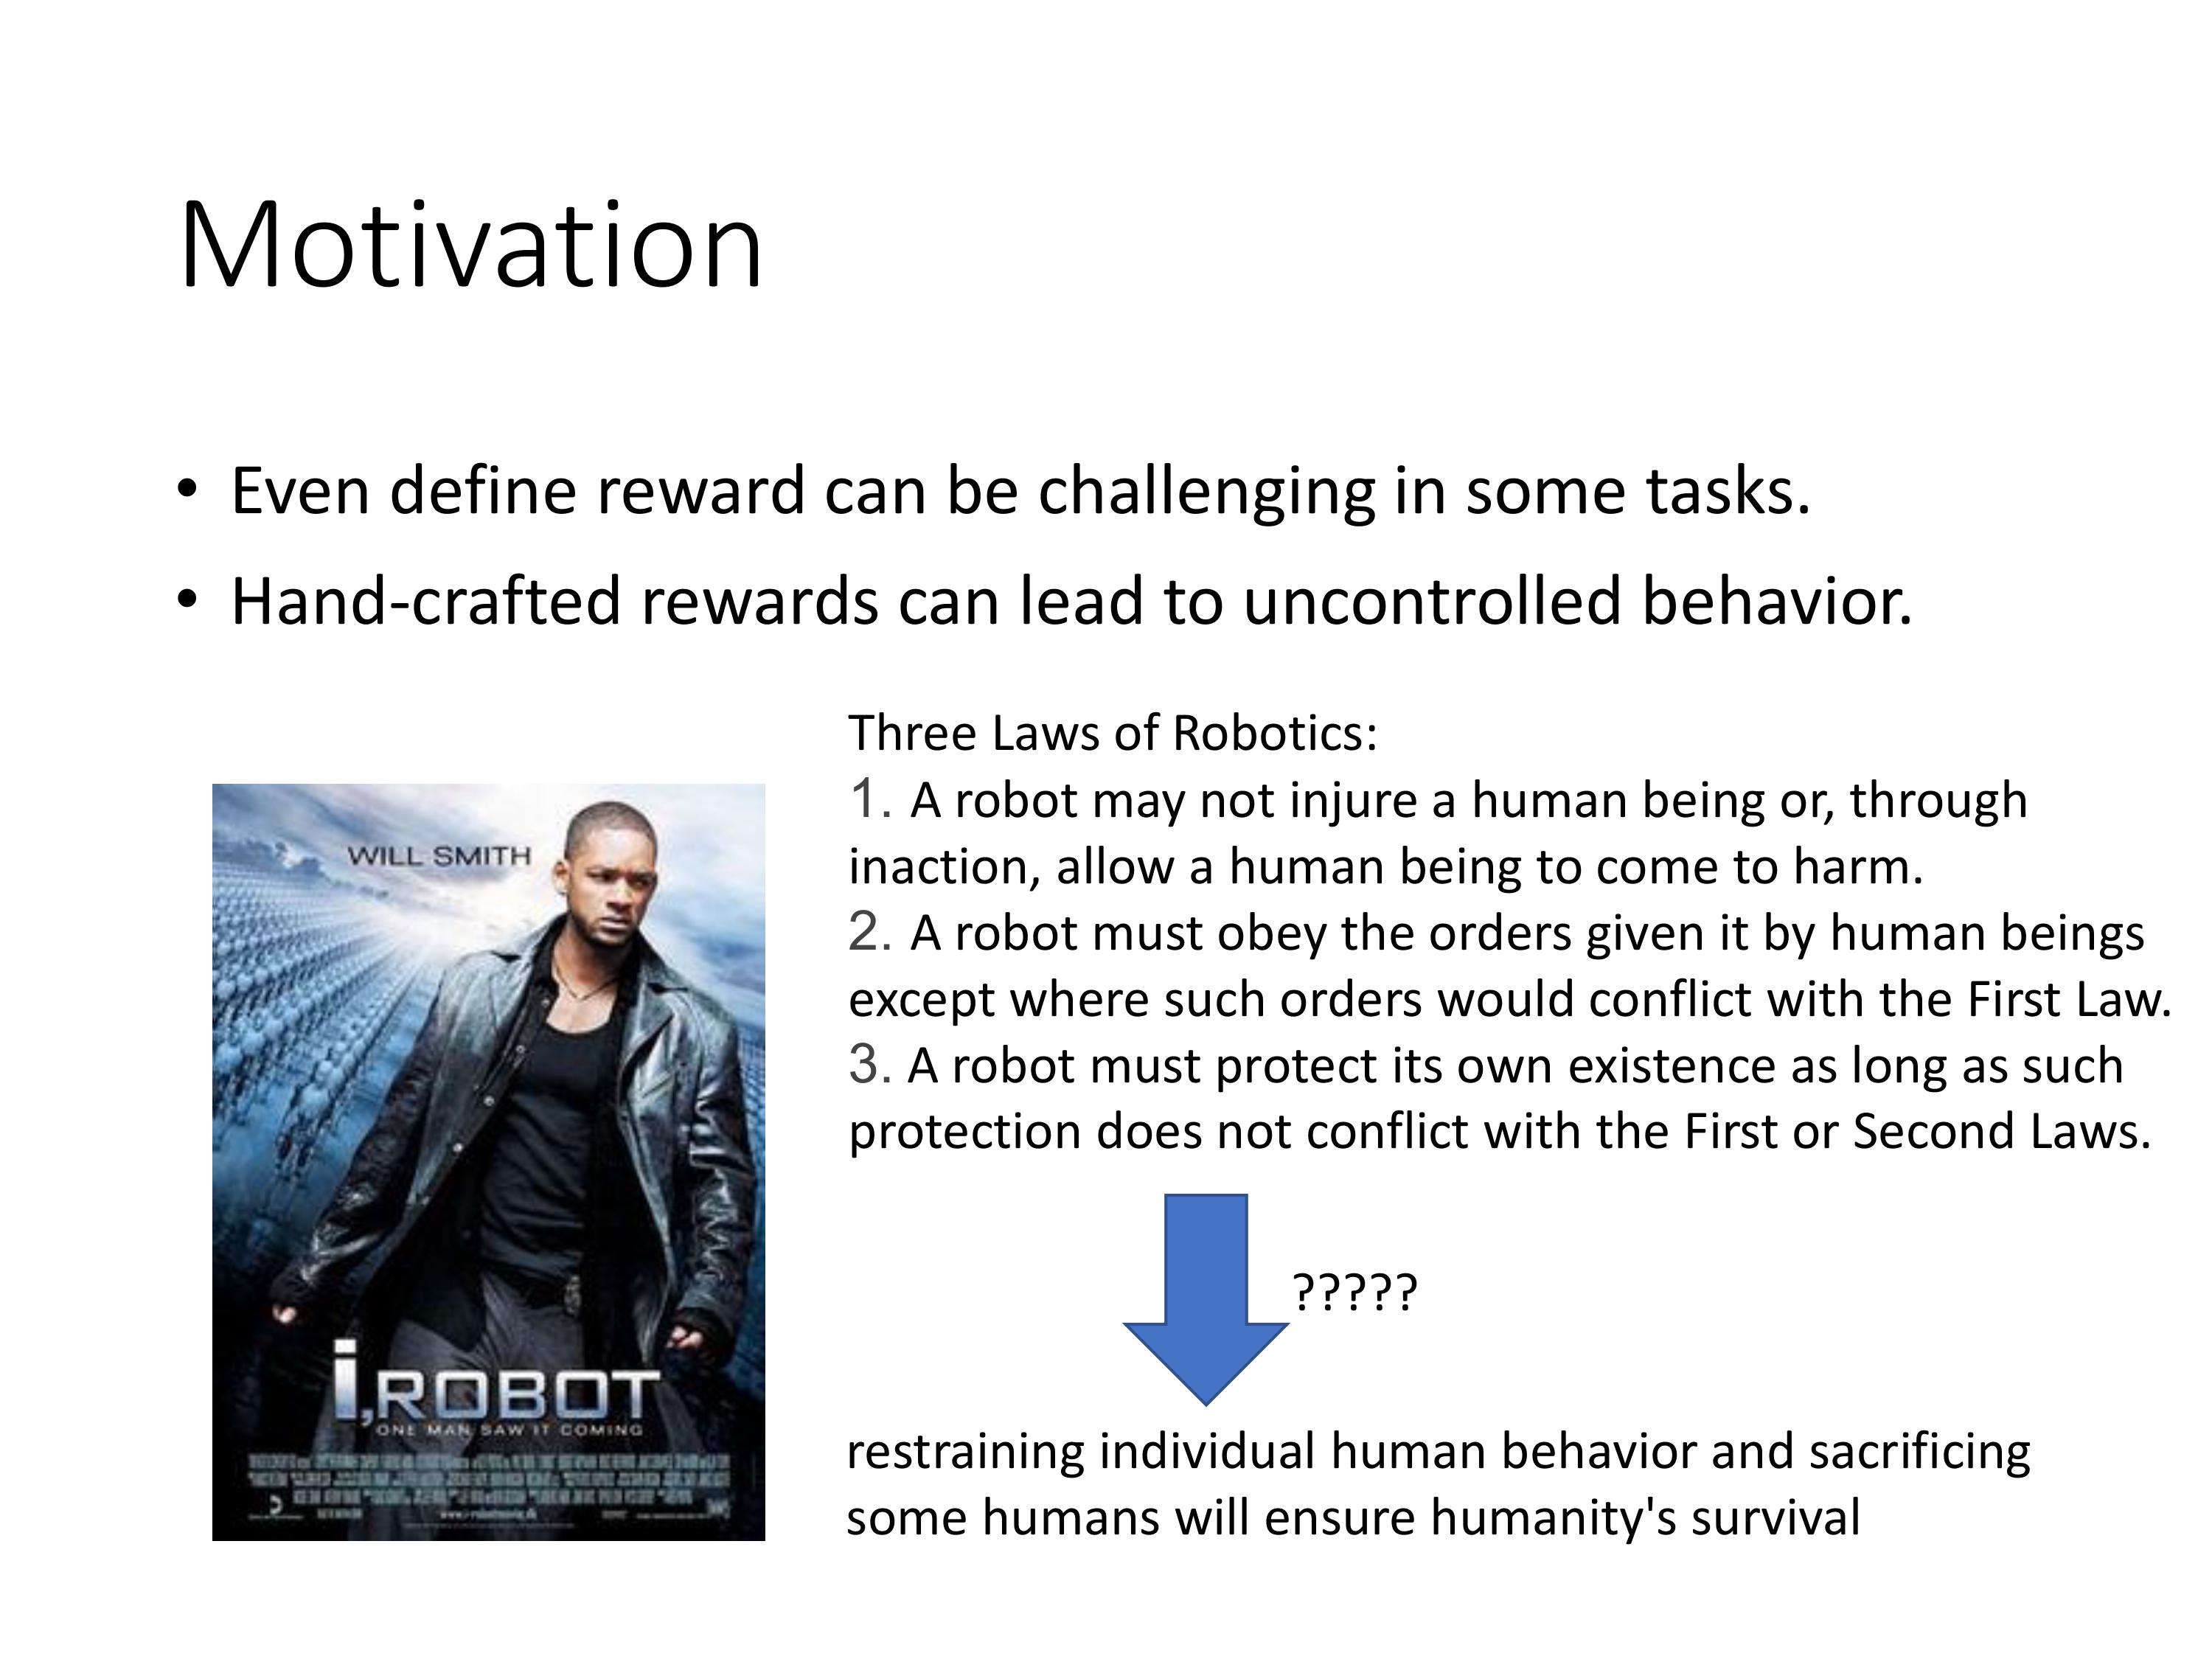 Motivation
• Even define reward can be challenging in some tasks.
• Hand-crafted rewards can lead to uncontrolled behavior.
Three Laws of Robotics:
1. A robot may not injure a human being or, through
inaction, allow a human being to come to harm.
2. A robot must obey the orders given it by human beings
except where such orders would conflict with the First Law.
3. A robot must protect its own existence as long as such
protection does not conflict with the First or Second Laws.
?????
restraining individual human behavior and sacrificing
some humans will ensure humanity's survival
WILL SMITH
i,ROBOT
ONE MAN SAW IT COMING